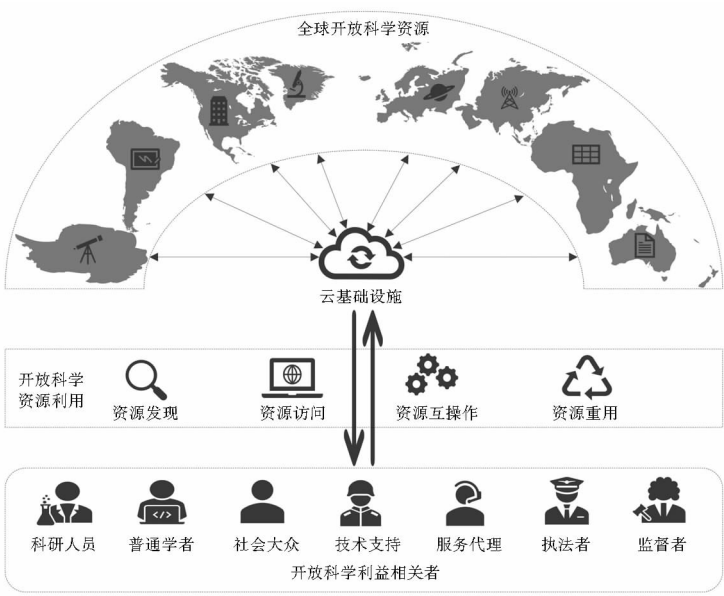 全球开放科学资源
云基础设施
开放科学
资源利用
资源发现
资源访问
资源互操作
资源重用
科研人员
普通学者
社会大众
技术支持
服务代理
执法者
监督者
开放科学利益相关者